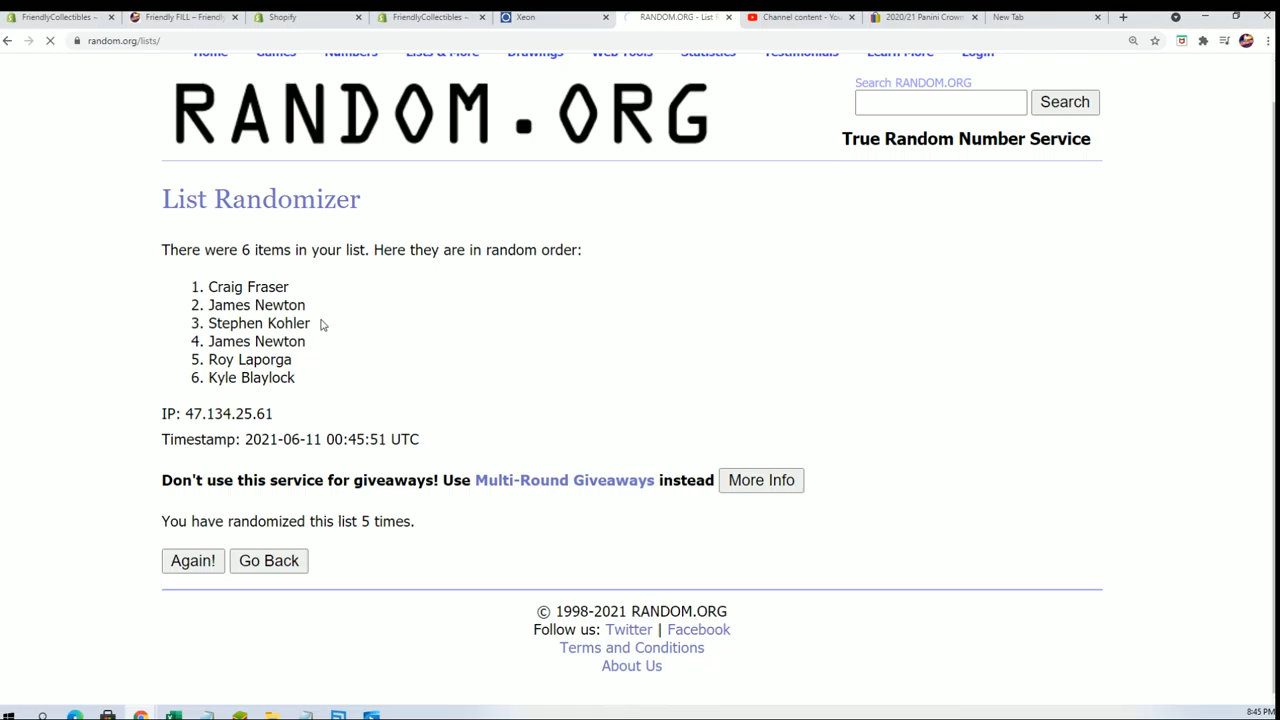 FriendlyCollectibles –
Friendly FILL – Friendly
Shopify
FriendlyCollectibles –
Xeon
RANDOM.ORG - List R
Channel content - You
2020/21 Panini Crown
New Tab
random.org/lists/
Home Games Numbers Lists & More Drawings Web Tools Statistics Testimonials Learn More Login
RANDOM.ORG
Search RANDOM.ORG
Search
True Random Number Service
List Randomizer
There were 6 items in your list. Here they are in random order:
1. Craig Fraser
2. James Newton
3. Stephen Kohler
4. James Newton
5. Roy Laporga
6. Kyle Blaylock
IP: 47.134.25.61
Timestamp: 2021-06-11 00:45:51 UTC
Don't use this service for giveaways! Use Multi-Round Giveaways instead More Info
You have randomized this list 5 times.
Again! Go Back
© 1998-2021 RANDOM.ORG
Follow us: Twitter | Facebook
Terms and Conditions
About Us
8:45 PM